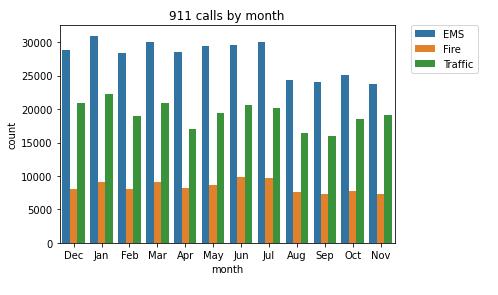 911 calls by month
EMS
Fire
Traffic
30000
25000
20000
15000
10000
5000
0
count
Dec Jan Feb Mar Apr May Jun Jul Aug Sep Oct Nov
month